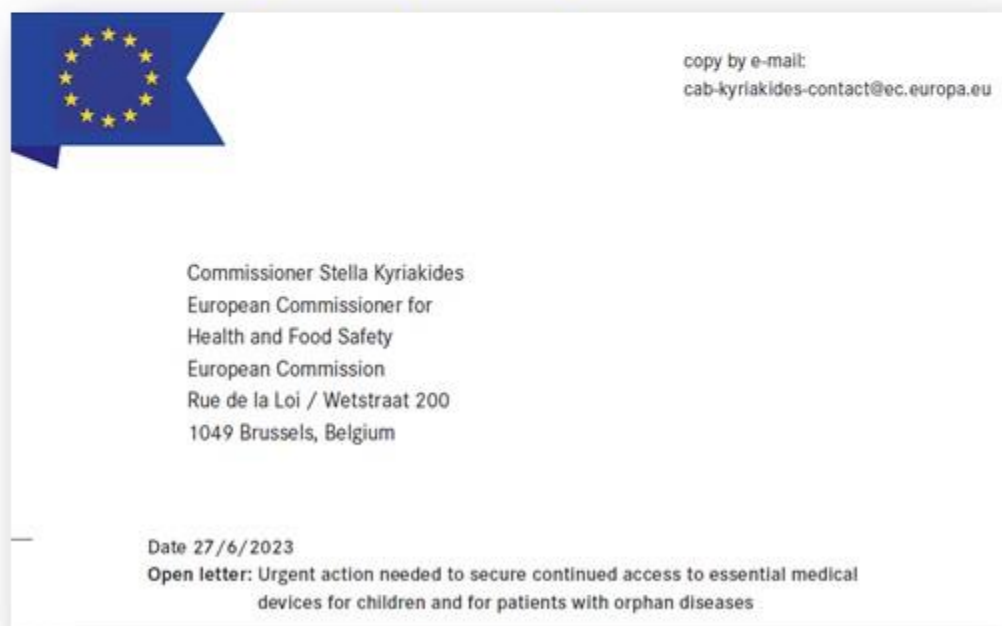 copy by e-mail:
cab-kyriakides-contact@ec.europa.eu
Commissioner Stella Kyriakides
European Commissioner for
Health and Food Safety
European Commission
Rue de la Loi / Wetstraat 200
1049 Brussels, Belgium
Date 27/6/2023
Open letter: Urgent action needed to secure continued access to essential medical
devices for children and for patients with orphan diseases